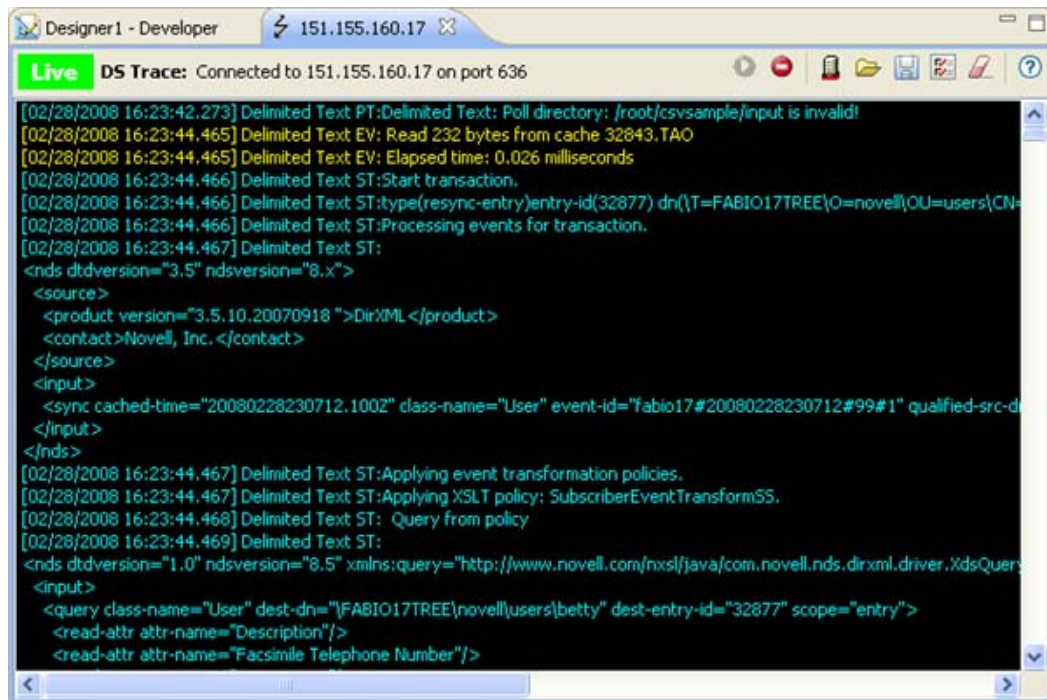 Designer1 - Developer
151.155.160.17
Live DS Trace: Connected to 151.155.160.17 on port 636
[02/28/2008 16:23:42.273] Delimited Text PT:Delimited Text: Poll directory: /root/csvsample/input is invalid!
[02/28/2008 16:23:44.465] Delimited Text EV: Read 232 bytes from cache 32843.TAO
[02/28/2008 16:23:44.465] Delimited Text EV: Elapsed time: 0.026 milliseconds
[02/28/2008 16:23:44.466] Delimited Text ST:Start transaction.
[02/28/2008 16:23:44.466] Delimited Text ST:type(resync-entry)entry-id(32877) dn(\T=FABIO17TREE\O=novell\OU=users\CN=
[02/28/2008 16:23:44.466] Delimited Text ST:Processing events for transaction.
[02/28/2008 16:23:44.467] Delimited Text ST:
<nds dtdversion="3.5" ndsversion="8.x">
<source>
<product version="3.5.10.20070918 ">DirXML</product>
<contact>Novell, Inc.</contact>
</source>
<input>
<sync cached-time="20080228230712.100Z" class-name="User" event-id="fabio17#20080228230712#99#1" qualified-src-d
</input>
</nds>
[02/28/2008 16:23:44.467] Delimited Text ST:Applying event transformation policies.
[02/28/2008 16:23:44.467] Delimited Text ST:Applying XSLT policy: SubscriberEventTransformSS.
[02/28/2008 16:23:44.468] Delimited Text ST: Query from policy
[02/28/2008 16:23:44.469] Delimited Text ST:
<nds dtdversion="1.0" ndsversion="8.5" xmlns:query="http://www.novell.com/nxsl/java/com.novell.nds.dirxml.driver.XdsQuery
<input>
<query class-name="User" dest-dn="\FABIO17TREE\novell\users\betty" dest-entry-id="32877" scope="entry">
<read-attr attr-name="Description"/>
<read-attr attr-name="Facsimile Telephone Number"/>